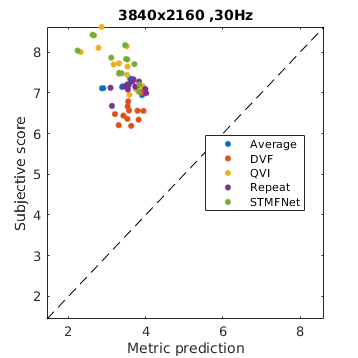 3840x2160 ,30Hz
Subjective score
8
7
6
5
4
3
2
Average
DVF
QVI
Repeat
STMFNet
2 4 6 8
Metric prediction